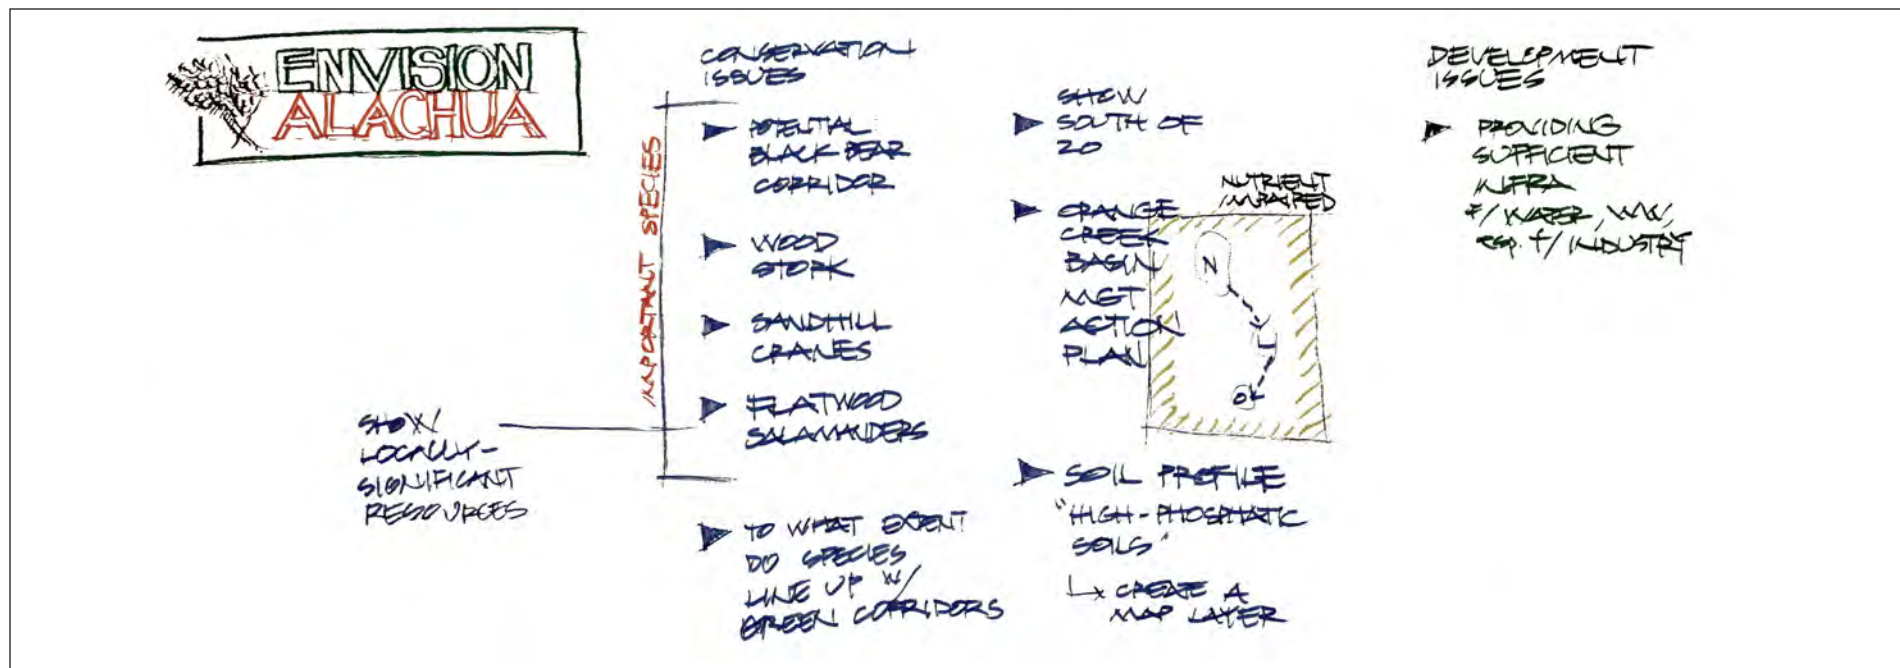 ENVISION
ALACHUA
CONSERVATION
ISSUES
IMPORTANT SPECIES
POTENTIAL
BLACK BEAR
CORRIDOR
WOOD
STORK
SANDHILL
CRANES
FLATWOOD
SALAMANDERS
SHOW
LOCALLY-
SIGNIFICANT
RESOURCES
TO WHAT EXTENT
DO SPECIES
LINE UP W/
GREEN CORRIDORS
SHOW
SOUTH OF
20
ORANGE
CREEK
BASIN
MGT
ACTION
PLAN
NUTRIENT
IMPAIRED
N
L
OL
SOIL PROFILE
"HIGH-PHOSPHATIC
SOILS"
CREATE A
MAP LAYER
DEVELOPMENT
ISSUES
PROVIDING
SUFFICIENT
INFRA
F/ WATER, WW,
ESP. F/ INDUSTRY